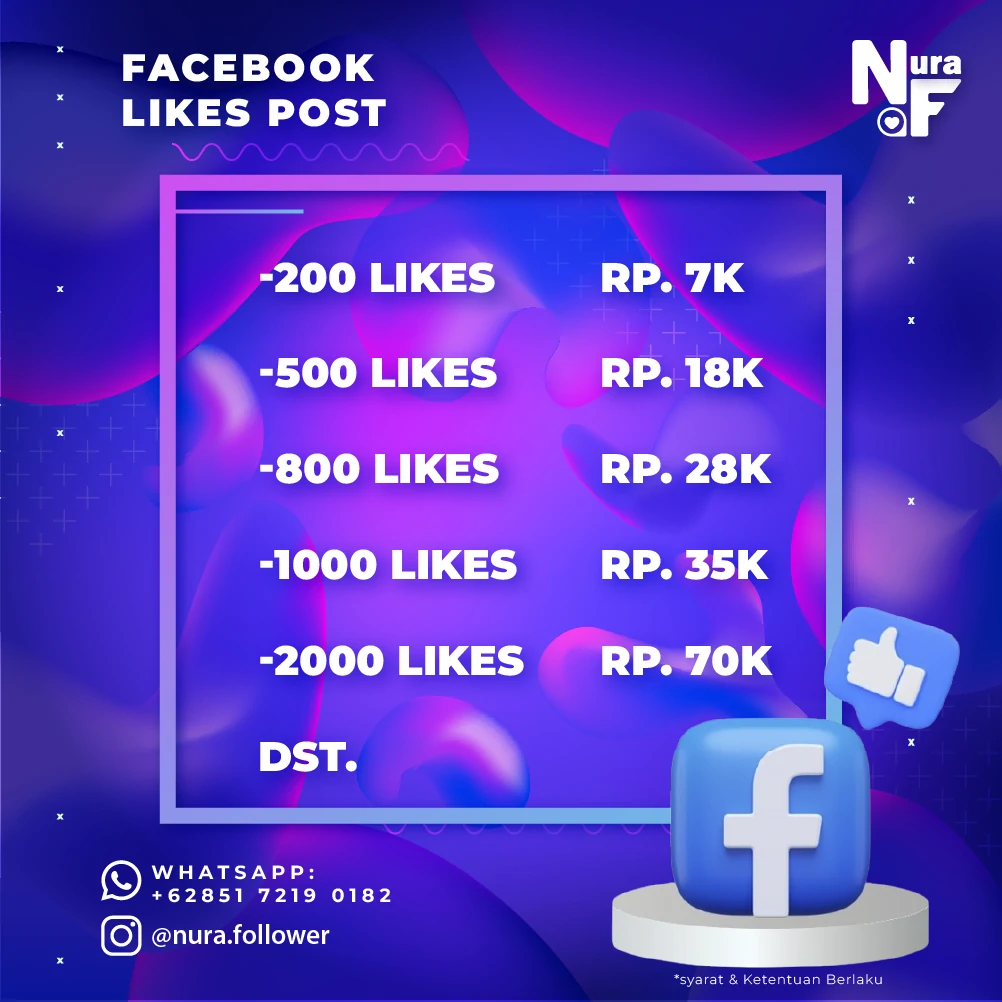 FACEBOOK
LIKES POST
Nura
F
-200 LIKES RP. 7K
-500 LIKES RP. 18K
-800 LIKES RP. 28K
-1000 LIKES RP. 35K
-2000 LIKES RP. 70K
DST.
WHATSAPP:
+62851 7219 0182
@nura.follower
*syarat & Ketentuan Berlaku